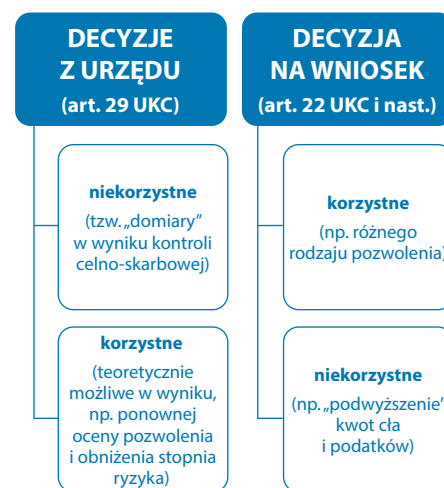 DECYZJE
Z URZĘDU
(art. 29 UKC)
niekorzystne
(tzw. „domiary”
w wyniku kontroli
celno-skarbowej)
korzystne
(teoretycznie
możliwe w wyniku,
np. ponownej
oceny pozwolenia
i obniżenia stopnia
ryzyka)
DECYZJA
NA WNIOSEK
(art. 22 UKC i nast.)
korzystne
(np. różnego
rodzaju pozwolenia)
niekorzystne
(np. „podwyższenie”
kwot cła
i podatków)